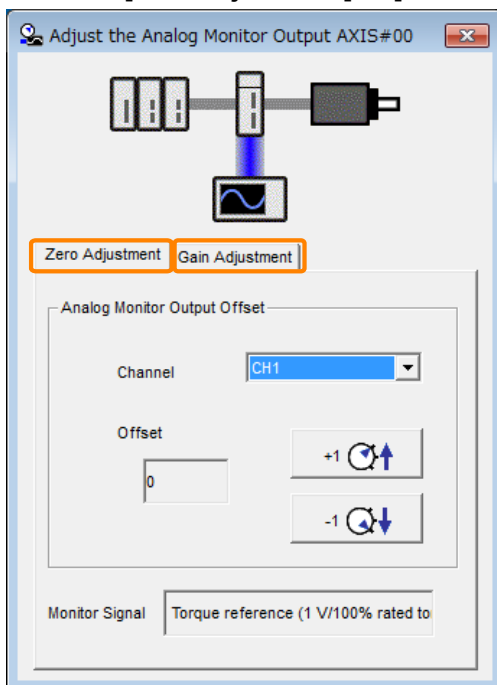 Adjust the Analog Monitor Output AXIS#00
Zero Adjustment
Gain Adjustment
Analog Monitor Output Offset
Channel
CH1
Offset
0
+1
-1
Monitor Signal
Torque reference (1 V/100% rated to